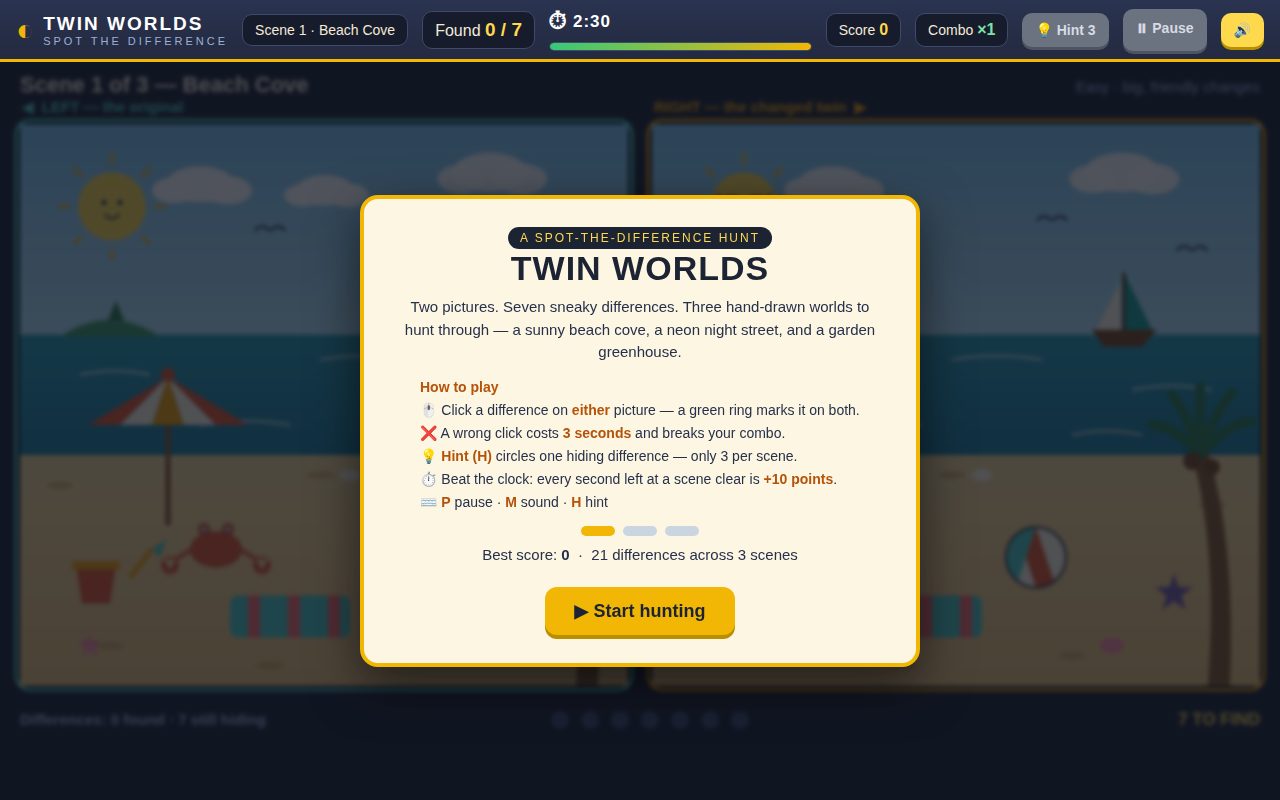 TWIN WORLDS
SPOT THE DIFFERENCE
Scene 1 · Beach Cove
Found 0 / 7
⏱ 2:30
Score 0
Combo ×1
💡 Hint 3
⏸ Pause
🔊
Scene 1 of 3 — Beach Cove
Easy · big, friendly changes
◀ LEFT — the original
RIGHT — the changed twin ▶
A SPOT-THE-DIFFERENCE HUNT
TWIN WORLDS
Two pictures. Seven sneaky differences. Three hand-drawn worlds to
hunt through — a sunny beach cove, a neon night street, and a garden
greenhouse.
How to play
🖱️ Click a difference on either picture — a green ring marks it on both.
❌ A wrong click costs 3 seconds and breaks your combo.
💡 Hint (H) circles one hiding difference — only 3 per scene.
⏱️ Beat the clock: every second left at a scene clear is +10 points.
⌨️ P pause · M sound · H hint
Best score: 0 · 21 differences across 3 scenes
▶ Start hunting
Differences: 0 found · 7 still hiding
7 TO FIND